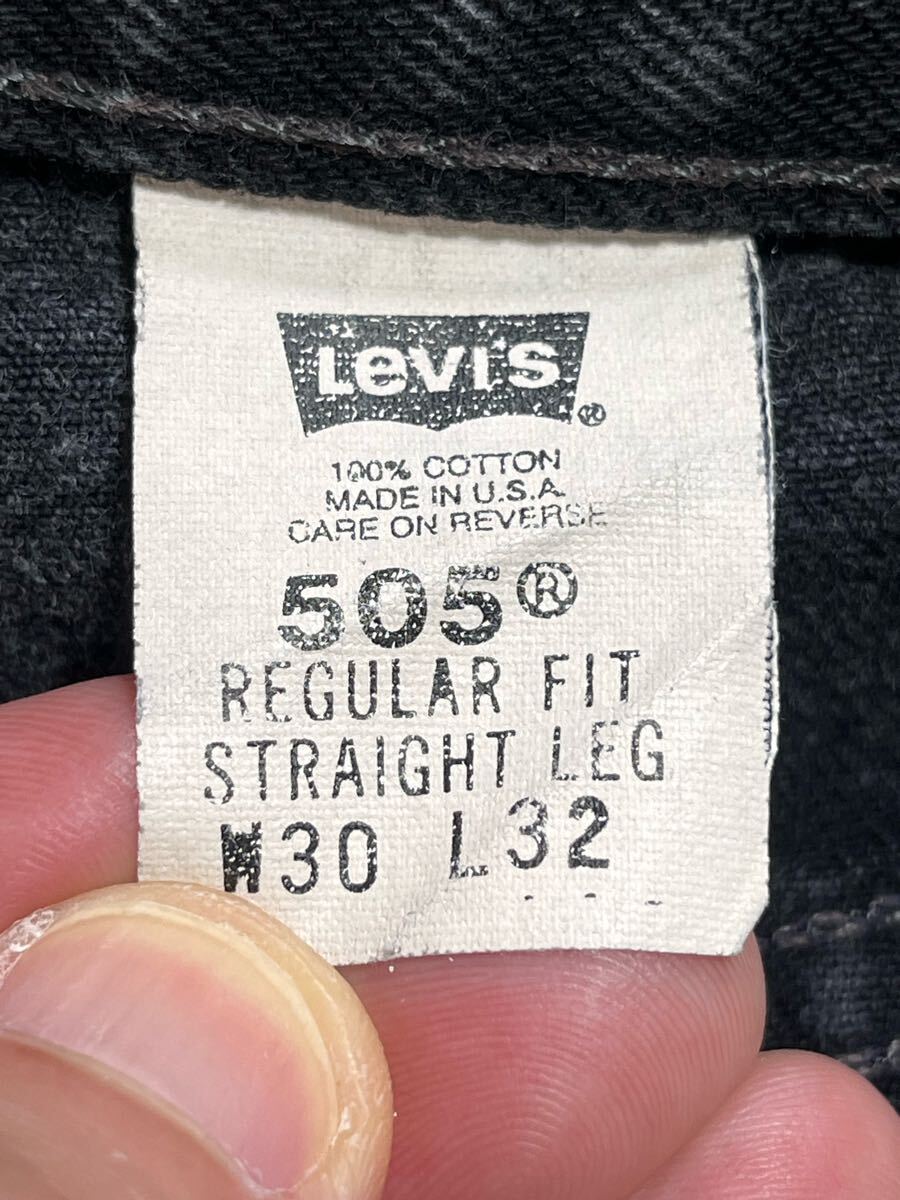 Levi's®
100% COTTON
MADE IN U.S.A.
CARE ON REVERSE
505®
REGULAR FIT
STRAIGHT LEG
W30 L32